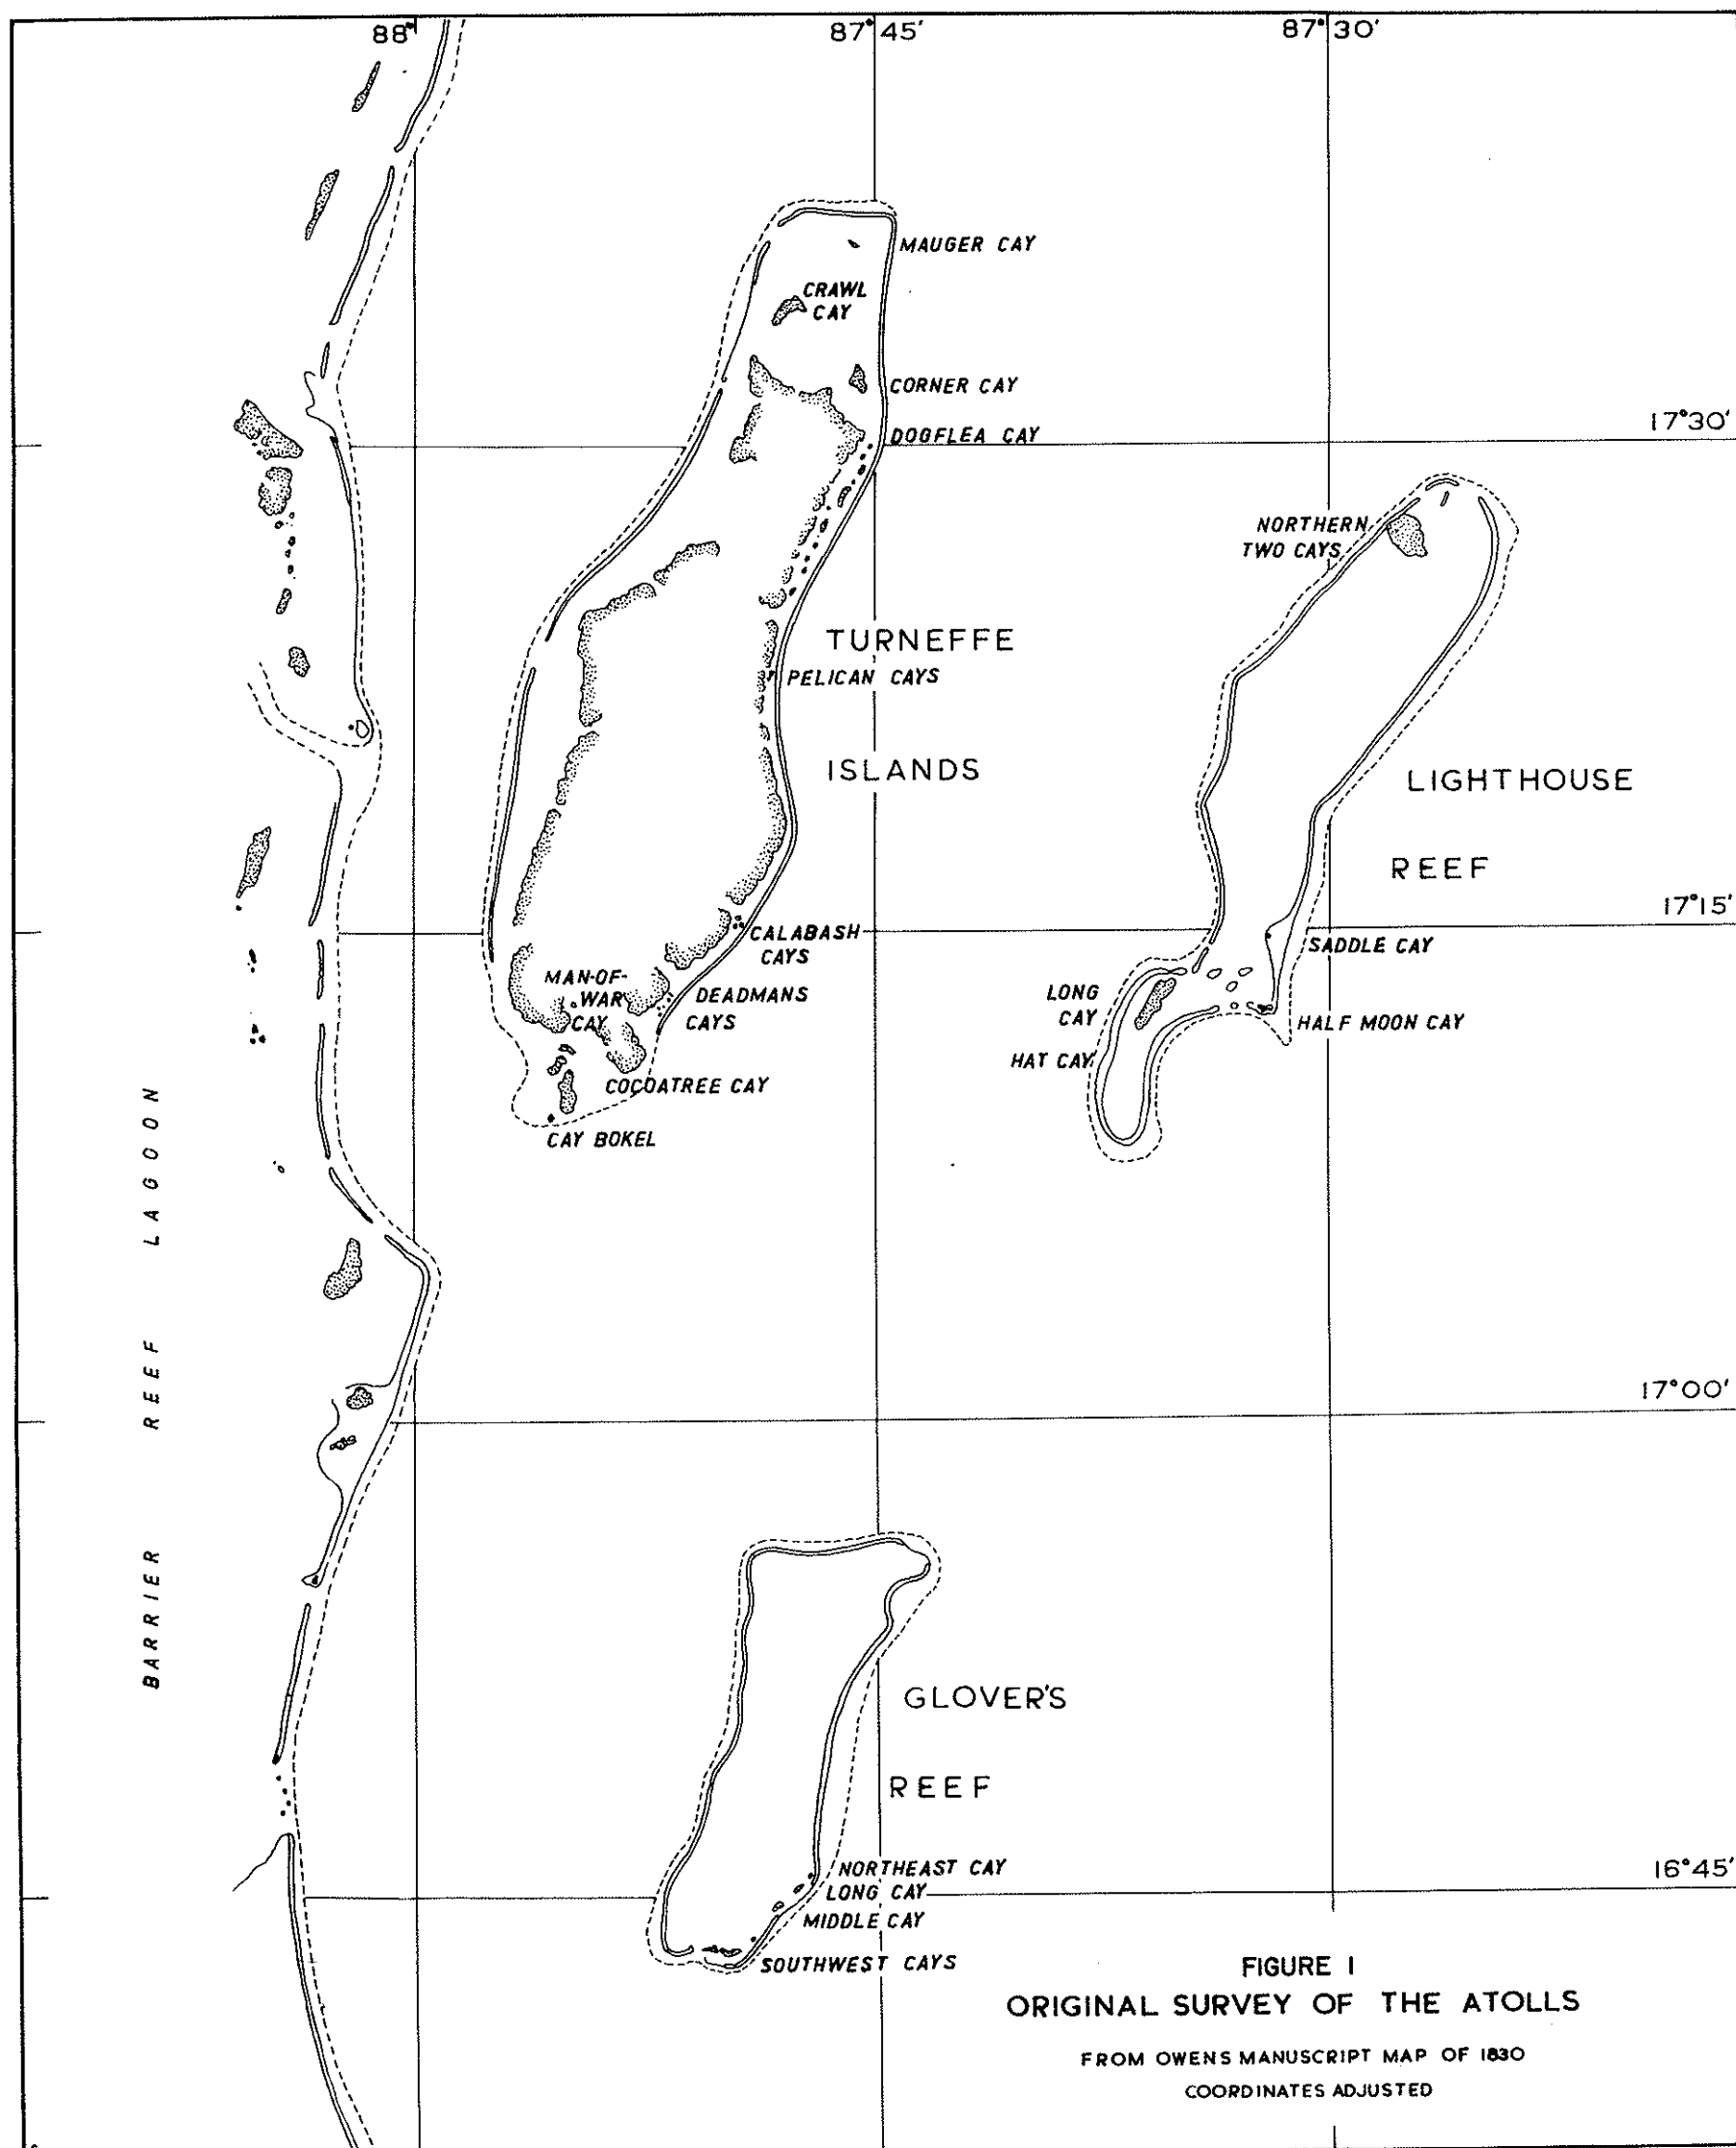 88°
87°45'
87°30'
MAUGER CAY
CRAWL
CAY
CORNER CAY
DOGFLEA CAY
17°30'
NORTHERN
TWO CAYS
TURNEFFE
PELICAN CAYS
ISLANDS
LIGHTHOUSE
REEF
17°15'
CALABASH
CAYS
SADDLE CAY
MAN-OF-
WAR
CAY
DEADMANS
CAYS
LONG
CAY
HALF MOON CAY
HAT CAY
COCOATREE CAY
CAY BOKEL
BARRIER REEF LAGOON
17°00'
GLOVER'S
REEF
NORTHEAST CAY
LONG CAY
16°45'
MIDDLE CAY
SOUTHWEST CAYS
FIGURE 1
ORIGINAL SURVEY OF THE ATOLLS
FROM OWENS MANUSCRIPT MAP OF 1830
COORDINATES ADJUSTED